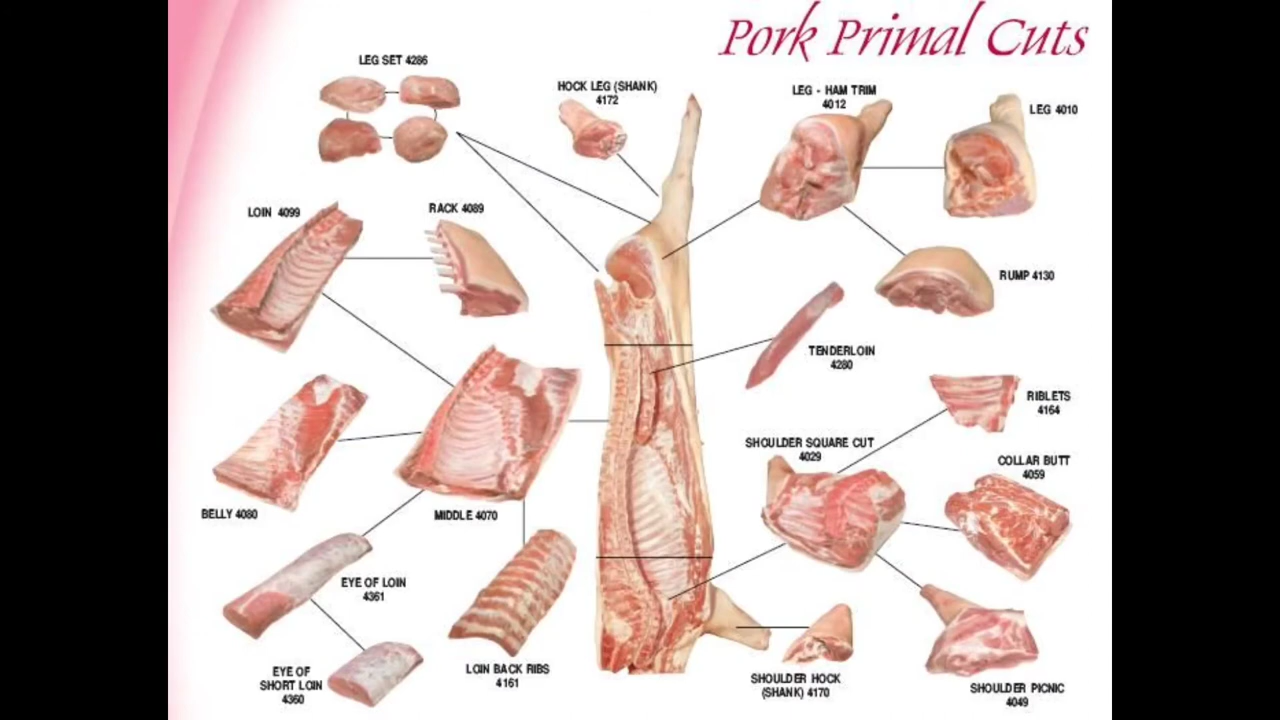 Pork Primal Cuts
LEG SET 4286
HOCK LEG (SHANK)
4172
LEG - HAM TRIM
4012
LEG 4010
LOIN 4099
RACK 4089
RUMP 4130
TENDERLOIN
4280
RIBLETS
4164
SHOULDER SQUARE CUT
4029
COLLAR BUTT
4059
BELLY 4080
MIDDLE 4070
EYE OF LOIN
4361
EYE OF
SHORT LOIN
4360
LOIN BACK RIBS
4161
SHOULDER HOCK
(SHANK) 4170
SHOULDER PICNIC
4049